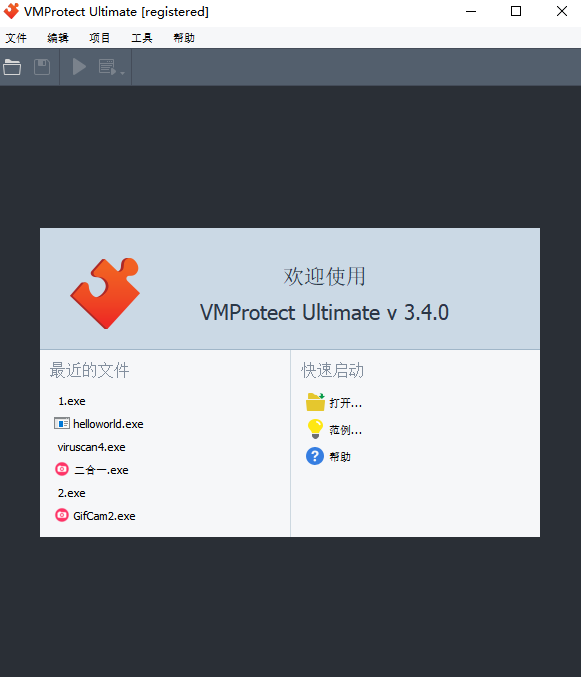 VMProtect Ultimate [registered]
文件 编辑 项目 工具 帮助
欢迎使用
VMProtect Ultimate v 3.4.0
最近的文件
1.exe
helloworld.exe
viruscan4.exe
二合一.exe
2.exe
GifCam2.exe
快速启动
打开...
范例...
帮助